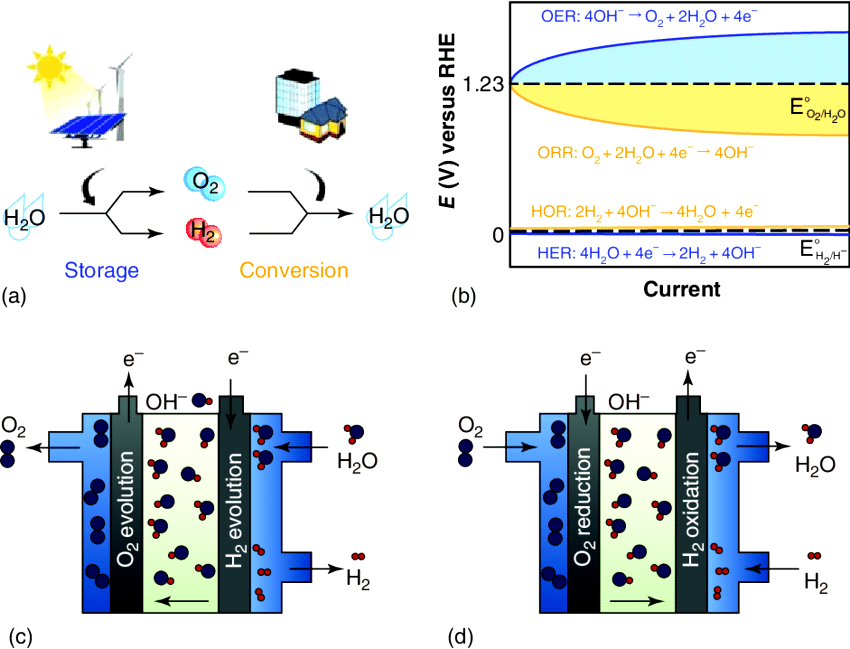 H₂O
O₂
H₂
H₂O
Storage
Conversion
(a)
E (V) versus RHE
1.23
0
OER: 4OH⁻ → O₂ + 2H₂O + 4e⁻
E°O₂/H₂O
ORR: O₂ + 2H₂O + 4e⁻ → 4OH⁻
HOR: 2H₂ + 4OH⁻ → 4H₂O + 4e⁻
HER: 4H₂O + 4e⁻ → 2H₂ + 4OH⁻
E°H₂/H⁻
Current
(b)
e⁻
e⁻
OH⁻
O₂
O₂ evolution
H₂ evolution
H₂O
H₂
(c)
e⁻
e⁻
OH⁻
O₂
O₂ reduction
H₂ oxidation
H₂O
H₂
(d)